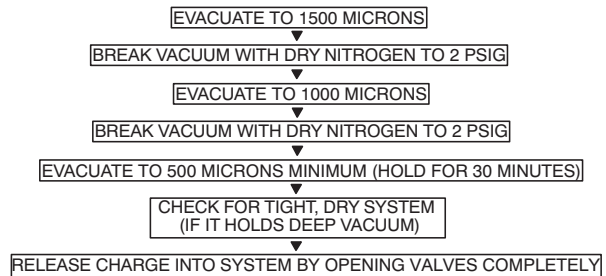 EVACUATE TO 1500 MICRONS
BREAK VACUUM WITH DRY NITROGEN TO 2 PSIG
EVACUATE TO 1000 MICRONS
BREAK VACUUM WITH DRY NITROGEN TO 2 PSIG
EVACUATE TO 500 MICRONS MINIMUM (HOLD FOR 30 MINUTES)
CHECK FOR TIGHT, DRY SYSTEM
(IF IT HOLDS DEEP VACUUM)
RELEASE CHARGE INTO SYSTEM BY OPENING VALVES COMPLETELY